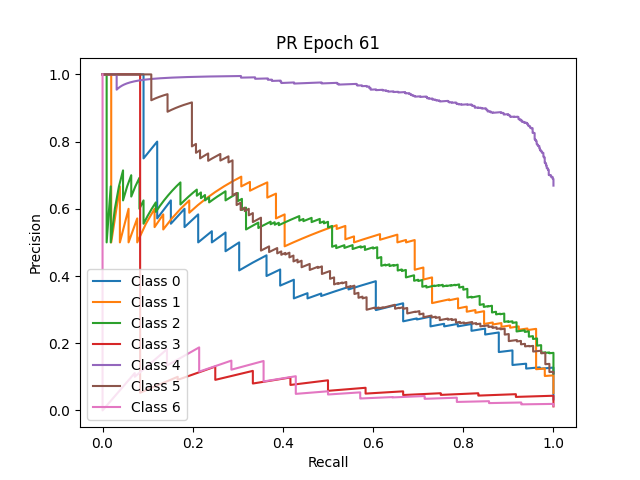 PR Epoch 61
Precision
1.0
0.8
0.6
0.4
0.2
0.0
Class 0
Class 1
Class 2
Class 3
Class 4
Class 5
Class 6
0.0 0.2 0.4 0.6 0.8 1.0
Recall